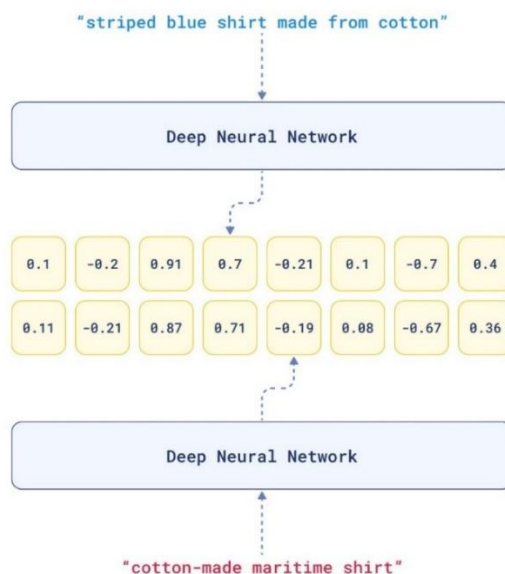 "striped blue shirt made from cotton"
Deep Neural Network
0.1 -0.2 0.91 0.7 -0.21 0.1 -0.7 0.4
0.11 -0.21 0.87 0.71 -0.19 0.08 -0.67 0.36
Deep Neural Network
"cotton-made maritime shirt"